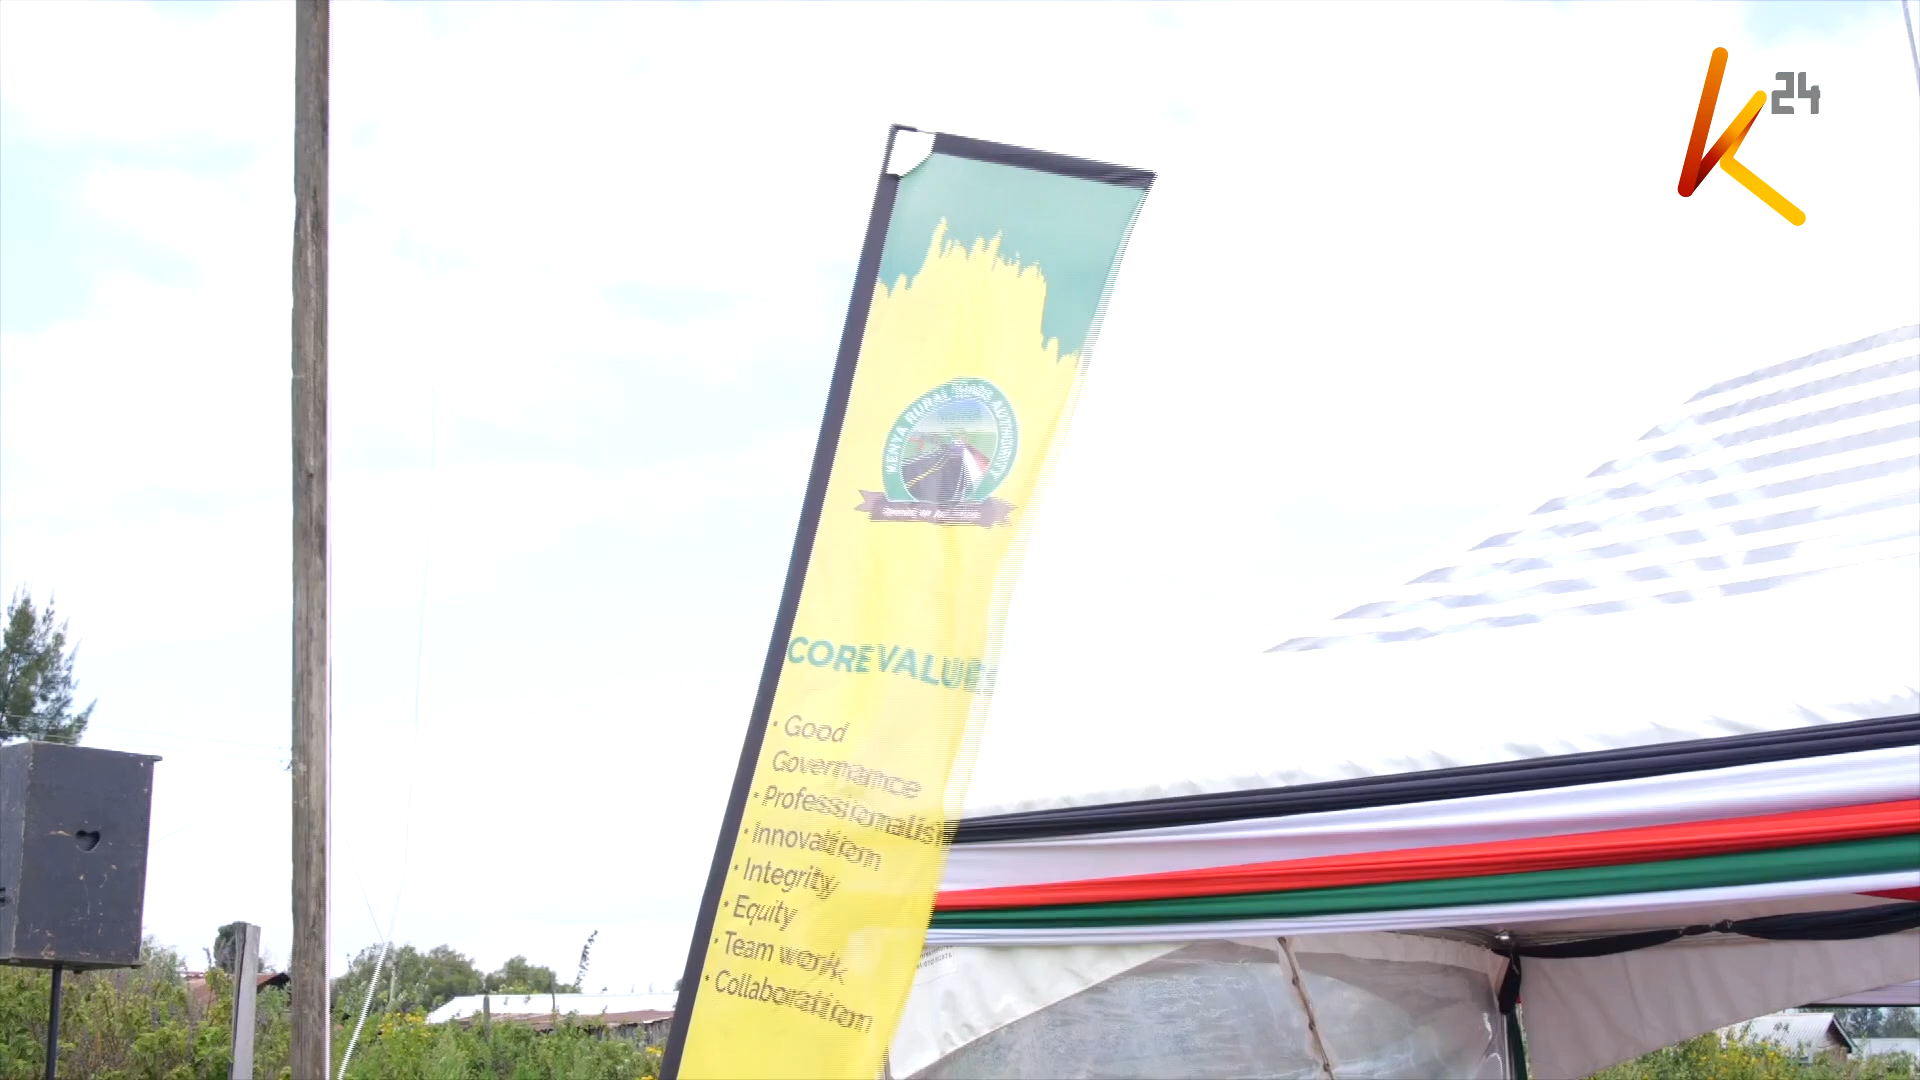 K24
KENYA RURAL ROADS AUTHORITY
COREVALUES
• Good
Governance
• Professionalism
• Innovation
• Integrity
• Equity
• Team work
• Collaboration